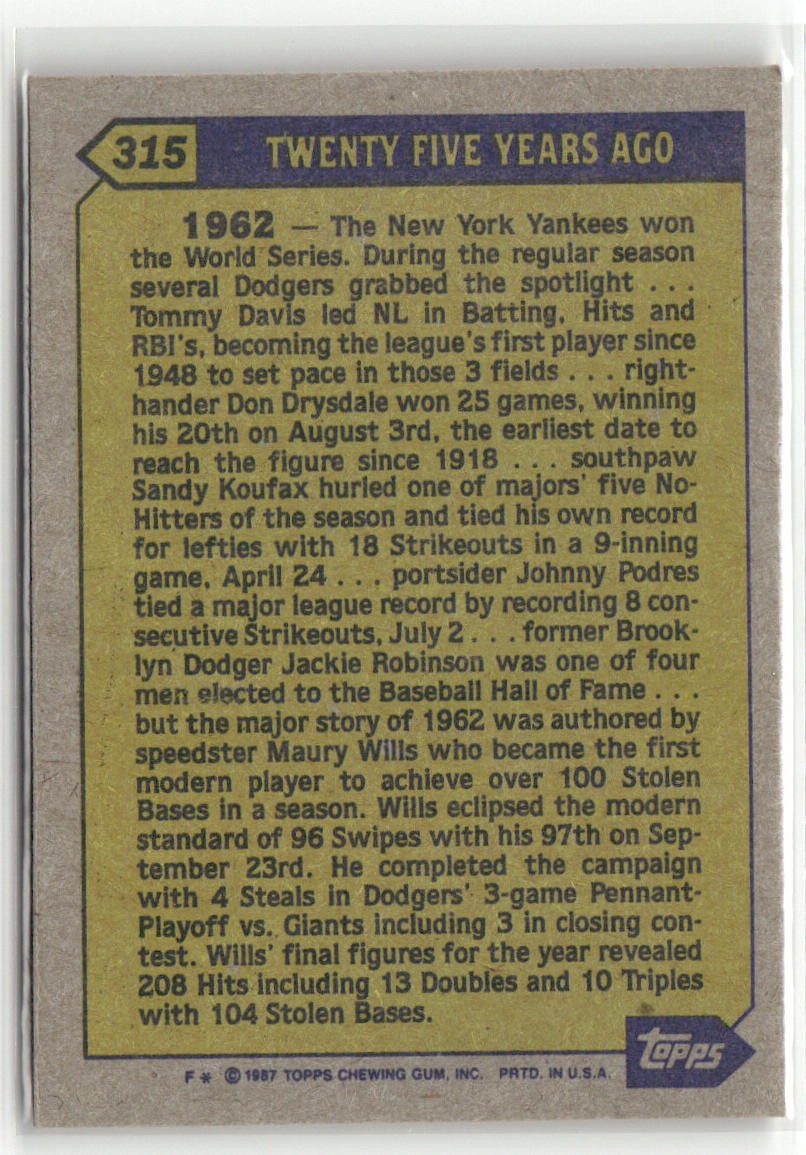 315 TWENTY FIVE YEARS AGO
1962 — The New York Yankees won
the World Series. During the regular season
several Dodgers grabbed the spotlight . . .
Tommy Davis led NL in Batting, Hits and
RBI's, becoming the league's first player since
1948 to set pace in those 3 fields . . . right-
hander Don Drysdale won 25 games, winning
his 20th on August 3rd, the earliest date to
reach the figure since 1918 . . . southpaw
Sandy Koufax hurled one of majors' five No-
Hitters of the season and tied his own record
for lefties with 18 Strikeouts in a 9-inning
game, April 24 . . . portsider Johnny Podres
tied a major league record by recording 8 con-
secutive Strikeouts, July 2 . . . former Brook-
lyn Dodger Jackie Robinson was one of four
men elected to the Baseball Hall of Fame . . .
but the major story of 1962 was authored by
speedster Maury Wills who became the first
modern player to achieve over 100 Stolen
Bases in a season. Wills eclipsed the modern
standard of 96 Swipes with his 97th on Sep-
tember 23rd. He completed the campaign
with 4 Steals in Dodgers' 3-game Pennant-
Playoff vs. Giants including 3 in closing con-
test. Wills' final figures for the year revealed
208 Hits including 13 Doubles and 10 Triples
with 104 Stolen Bases.
topps
F * © 1987 TOPPS CHEWING GUM, INC. PRTD. IN U.S.A.